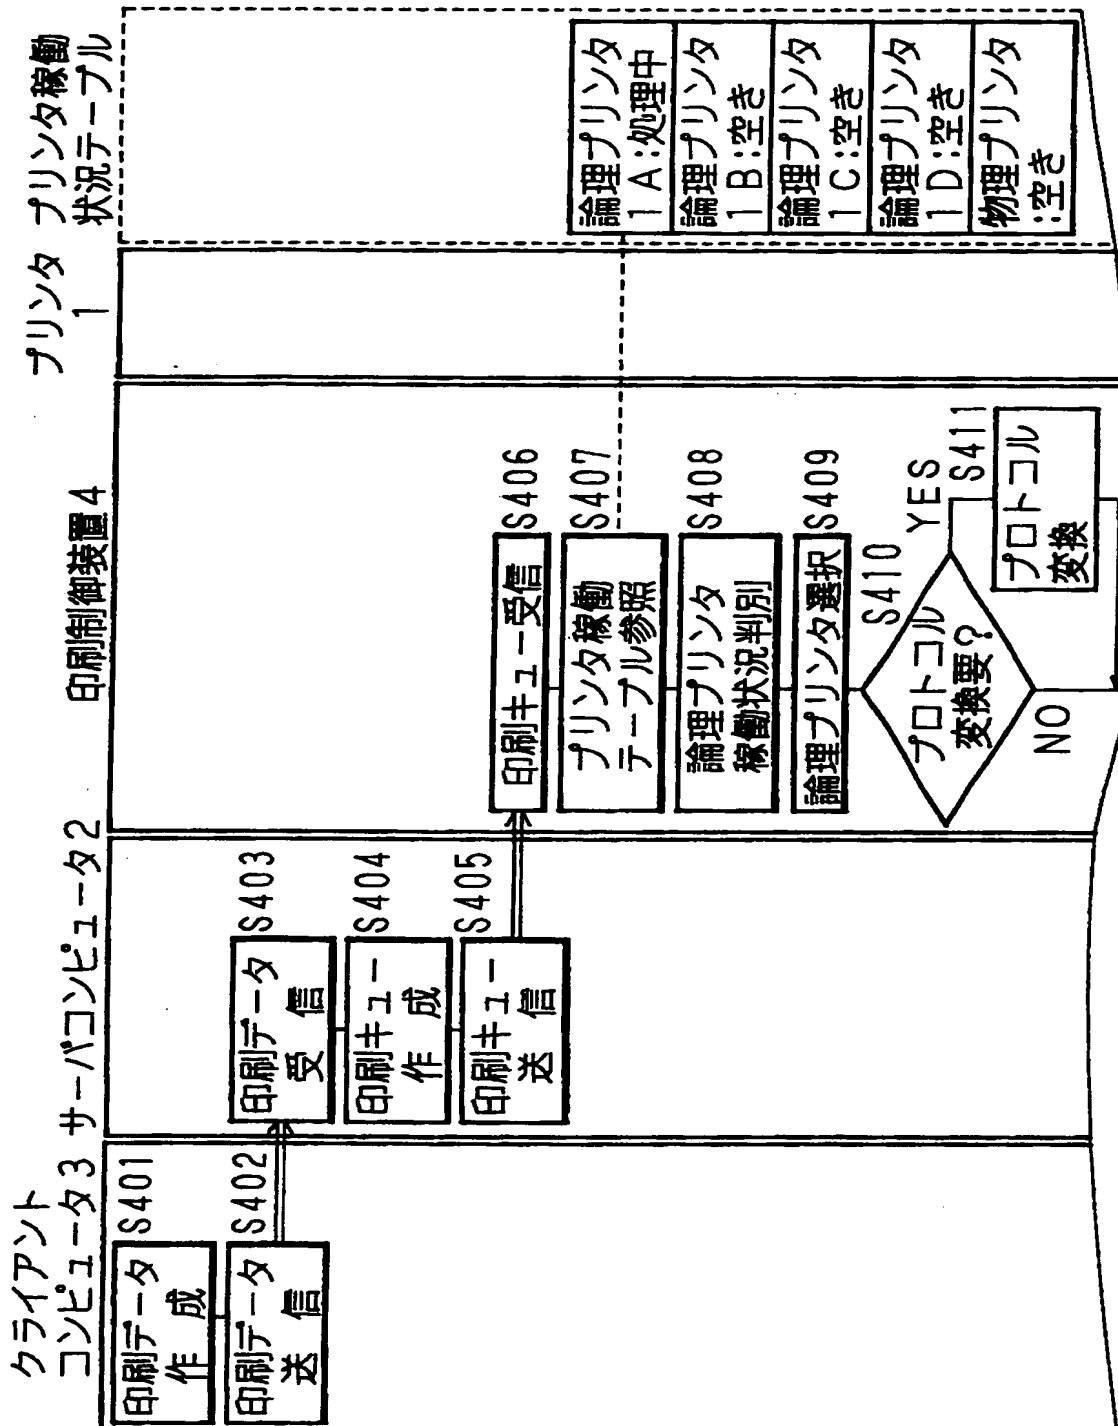 クライアント
コンピュータ3
サーバコンピュータ2
印刷制御装置4
プリンタ
1
プリンタ稼働
状況テーブル
印刷データ
作成
S401
印刷データ
送信
S402
印刷データ
受信
S403
印刷キュー
作成
S404
印刷キュー
送信
S405
印刷キュー受信
S406
プリンタ稼働
テーブル参照
S407
論理プリンタ
稼働状況判別
S408
論理プリンタ選択
S409
プロトコル
変換要?
S410
YES
NO
プロトコル
変換
S411
論理プリンタ
1A:処理中
論理プリンタ
1B:空き
論理プリンタ
1C:空き
論理プリンタ
1D:空き
物理プリンタ
:空き